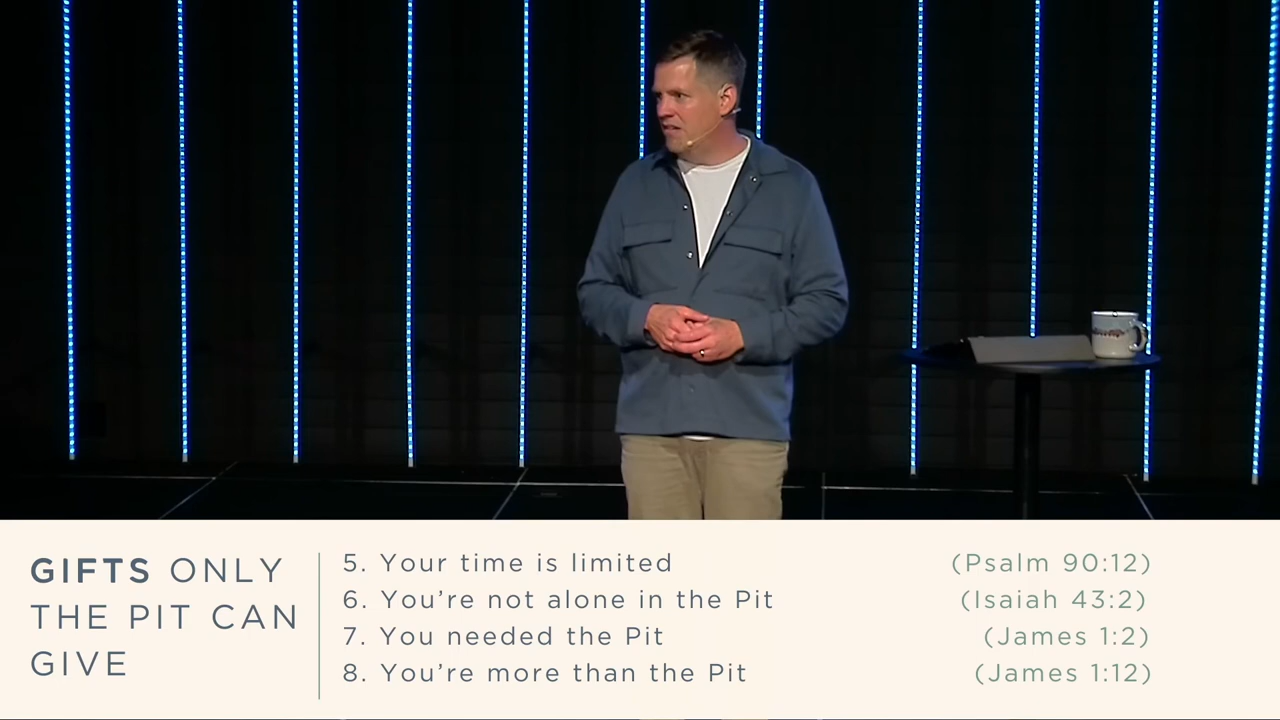 GIFTS ONLY
THE PIT CAN
GIVE
5. Your time is limited (Psalm 90:12)
6. You’re not alone in the Pit (Isaiah 43:2)
7. You needed the Pit (James 1:2)
8. You’re more than the Pit (James 1:12)